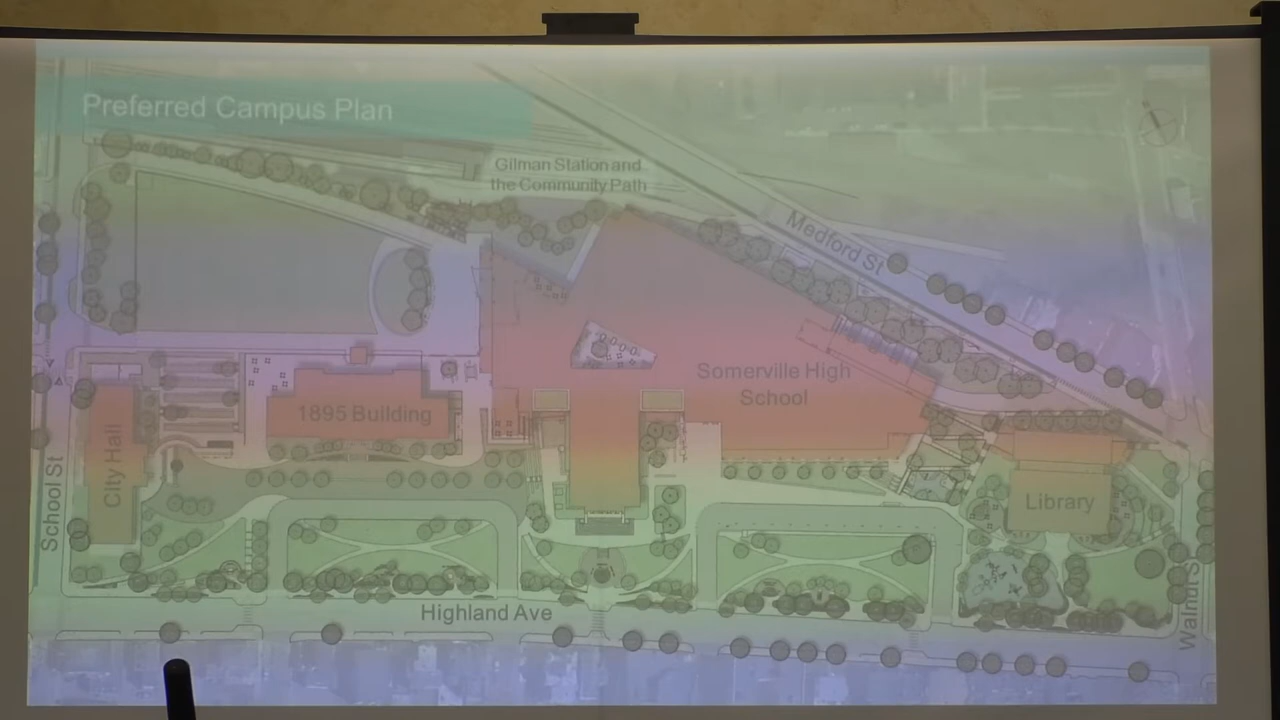 Preferred Campus Plan
Gilman Station and
the Community Path
Medford St
Somerville High
School
1895 Building
City Hall
School St
Library
Highland Ave
Walnut St